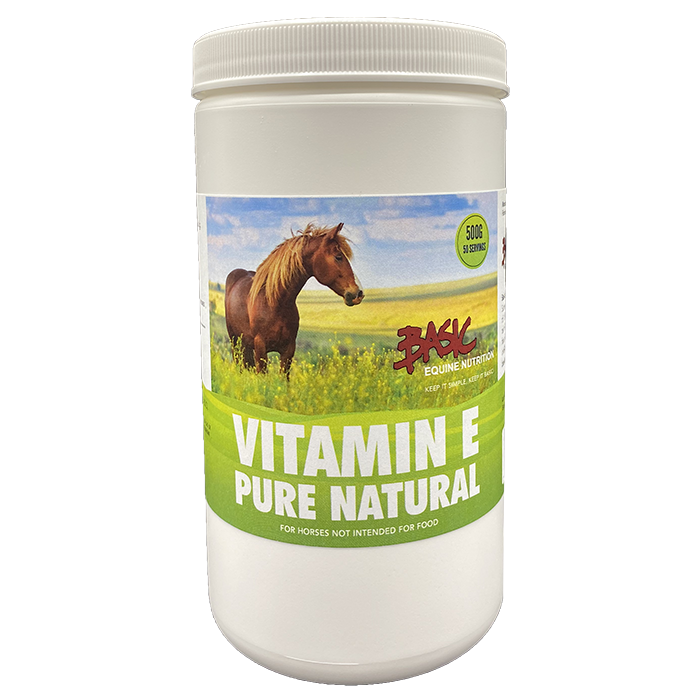 500G
50 SERVINGS
BASIC
EQUINE NUTRITION
KEEP IT SIMPLE, KEEP IT BASIC
VITAMIN E
PURE NATURAL
FOR HORSES NOT INTENDED FOR FOOD